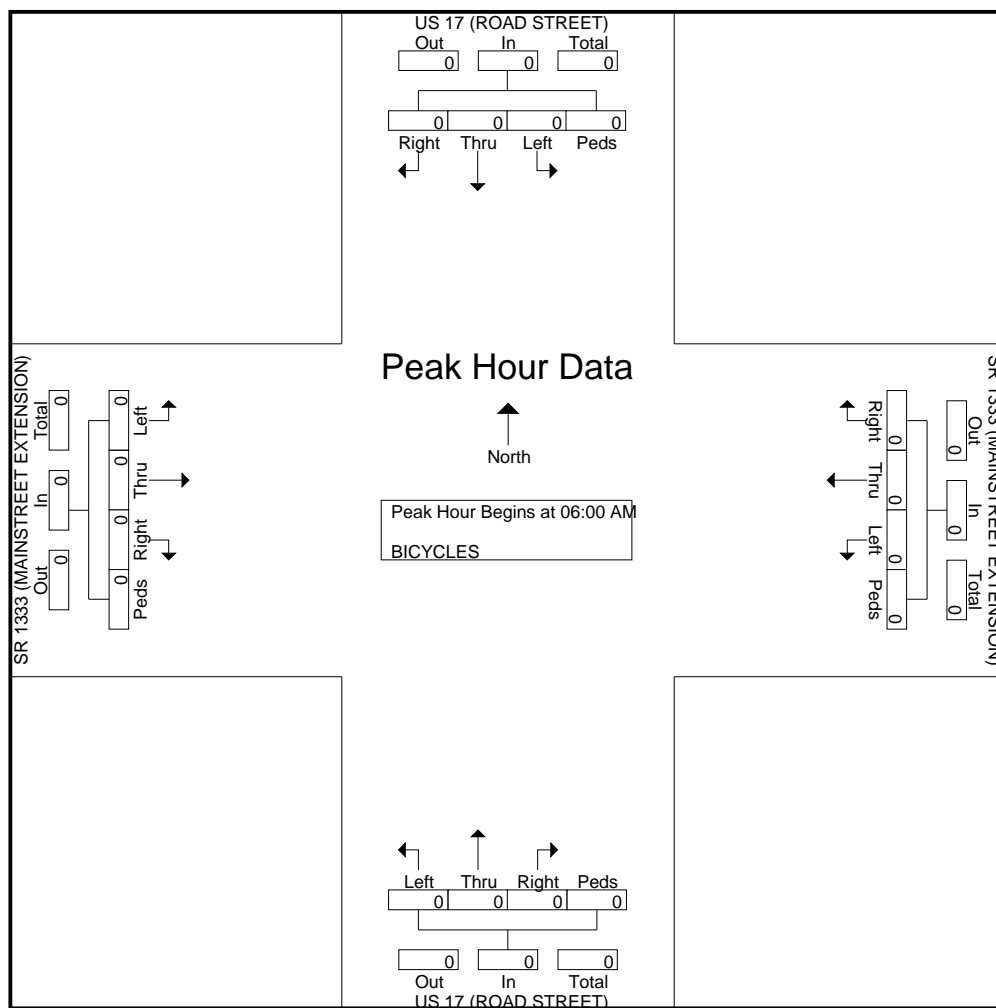 US 17 (ROAD STREET)
Out In Total
0 0 0
0 0 0 0
Right Thru Left Peds
Peak Hour Data
North
Peak Hour Begins at 06:00 AM
BICYCLES
SR 1333 (MAINSTREET EXTENSION)
Out In Total
0 0 0
0 0 0 0
Peds Right Thru Left
SR 1333 (MAINSTREET EXTENSION)
Out In Total
0 0 0
0 0 0 0
Right Thru Left Peds
Left Thru Right Peds
0 0 0 0
0 0 0
Out In Total
US 17 (ROAD STREET)